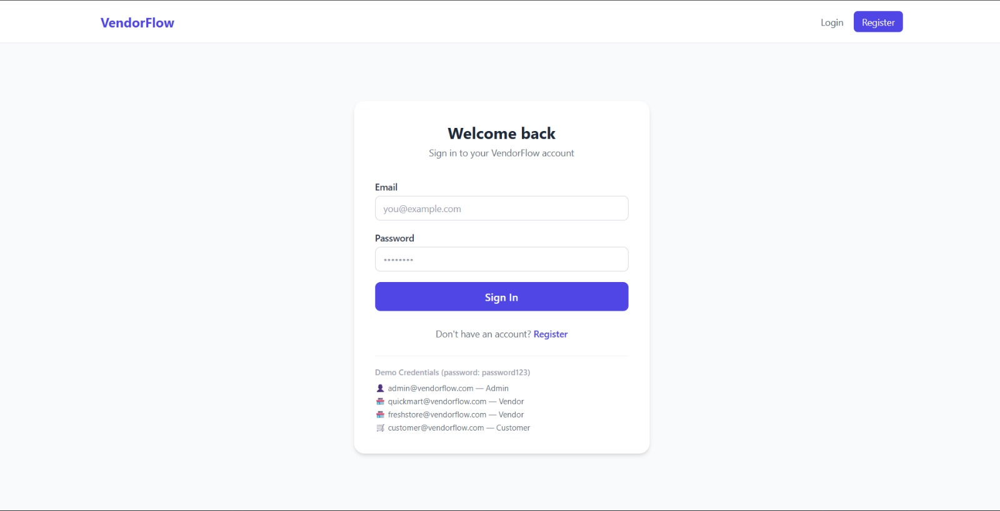 VendorFlow
Login
Register
Welcome back
Sign in to your VendorFlow account
Email
you@example.com
Password
••••••••
Sign In
Don't have an account? Register
Demo Credentials (password: password123)
👤 admin@vendorflow.com — Admin
🏪 quickmart@vendorflow.com — Vendor
🏪 freshstore@vendorflow.com — Vendor
🛒 customer@vendorflow.com — Customer